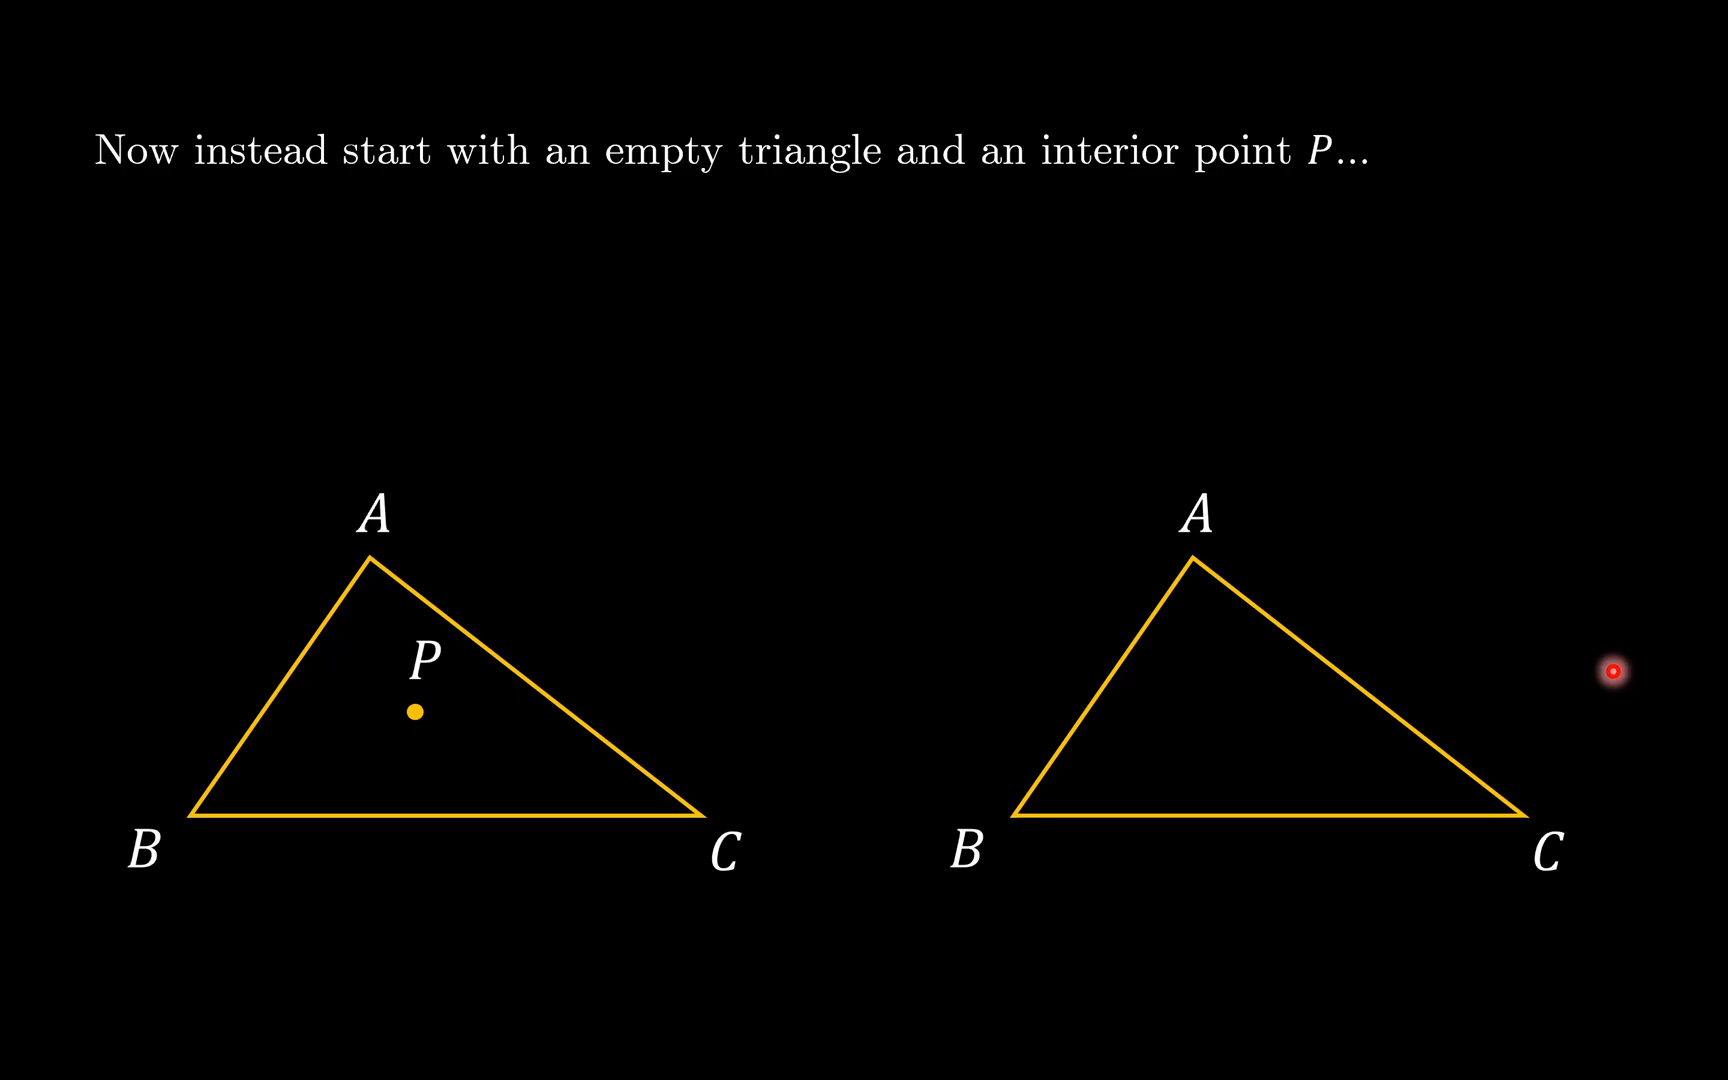 Now instead start with an empty triangle and an interior point P...
A
A
P
B
C
B
C